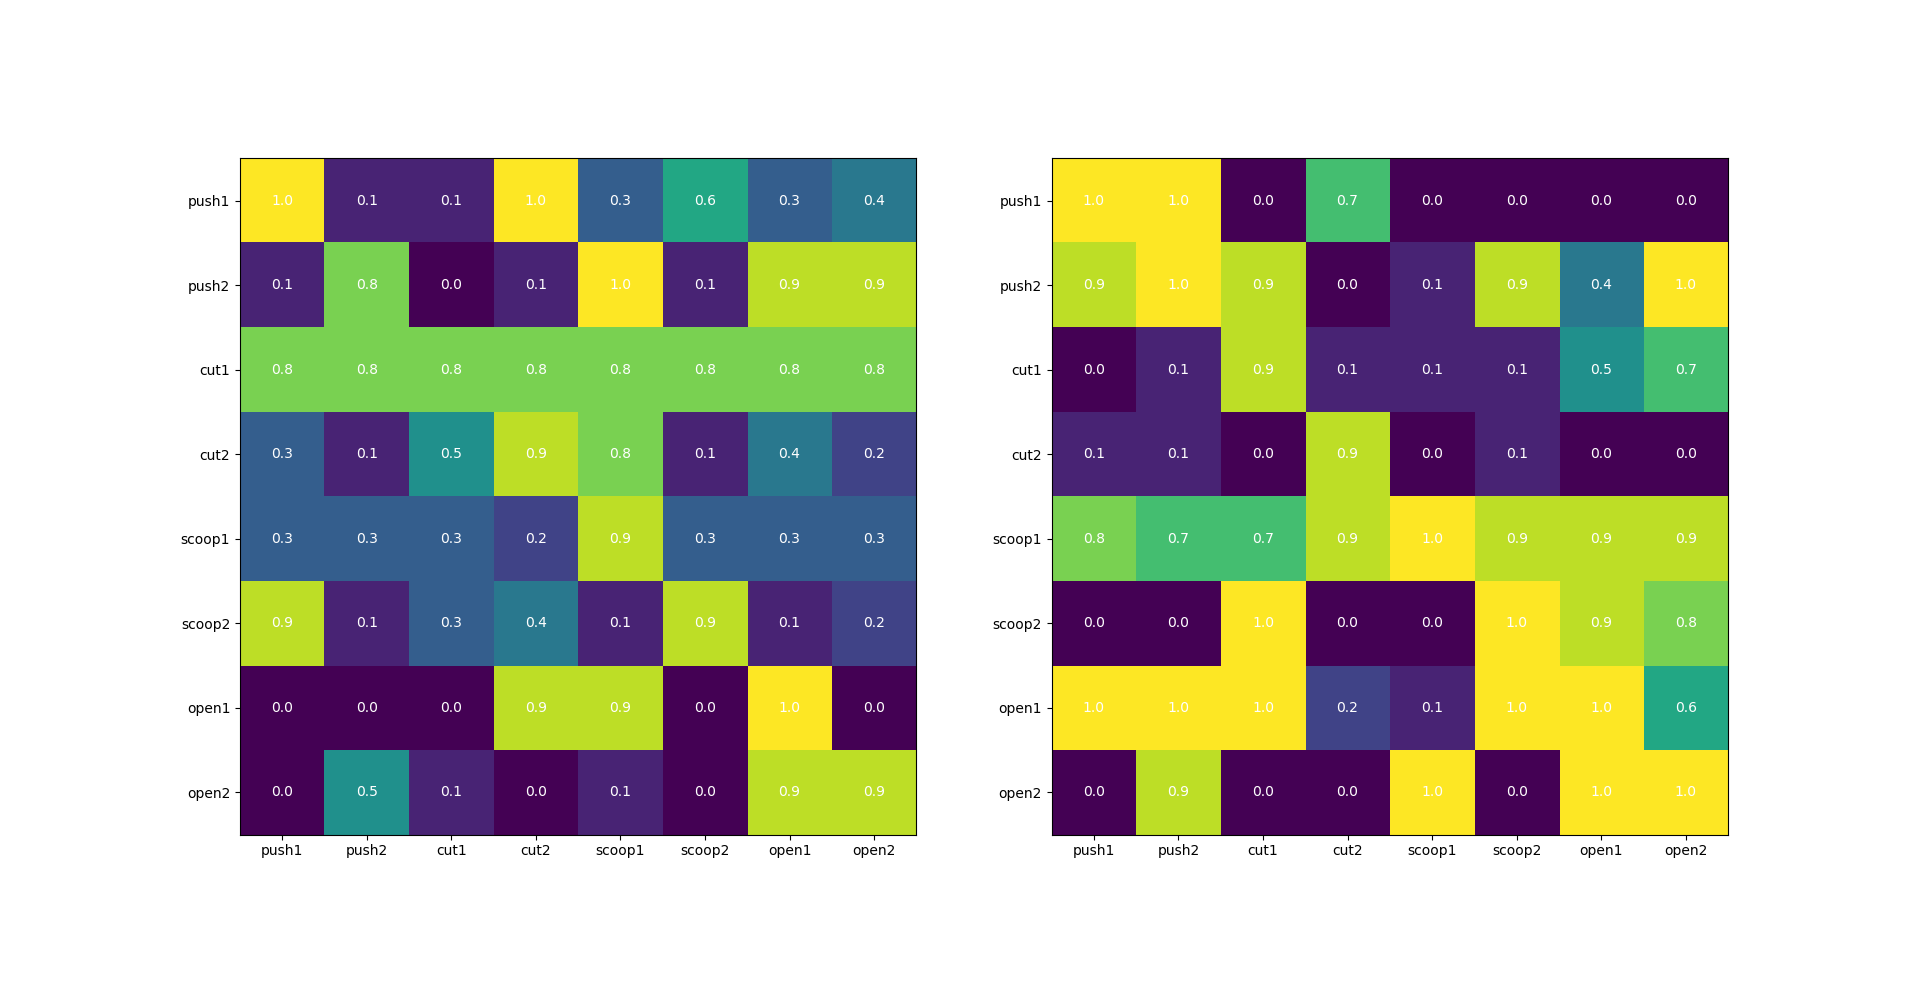 push1 1.0 0.1 0.1 1.0 0.3 0.6 0.3 0.4
push2 0.1 0.8 0.0 0.1 1.0 0.1 0.9 0.9
cut1 0.8 0.8 0.8 0.8 0.8 0.8 0.8 0.8
cut2 0.3 0.1 0.5 0.9 0.8 0.1 0.4 0.2
scoop1 0.3 0.3 0.3 0.2 0.9 0.3 0.3 0.3
scoop2 0.9 0.1 0.3 0.4 0.1 0.9 0.1 0.2
open1 0.0 0.0 0.0 0.9 0.9 0.0 1.0 0.0
open2 0.0 0.5 0.1 0.0 0.1 0.0 0.9 0.9
push1 push2 cut1 cut2 scoop1 scoop2 open1 open2
push1 1.0 1.0 0.0 0.7 0.0 0.0 0.0 0.0
push2 0.9 1.0 0.9 0.0 0.1 0.9 0.4 1.0
cut1 0.0 0.1 0.9 0.1 0.1 0.1 0.5 0.7
cut2 0.1 0.1 0.0 0.9 0.0 0.1 0.0 0.0
scoop1 0.8 0.7 0.7 0.9 1.0 0.9 0.9 0.9
scoop2 0.0 0.0 1.0 0.0 0.0 1.0 0.9 0.8
open1 1.0 1.0 1.0 0.2 0.1 1.0 1.0 0.6
open2 0.0 0.9 0.0 0.0 1.0 0.0 1.0 1.0
push1 push2 cut1 cut2 scoop1 scoop2 open1 open2